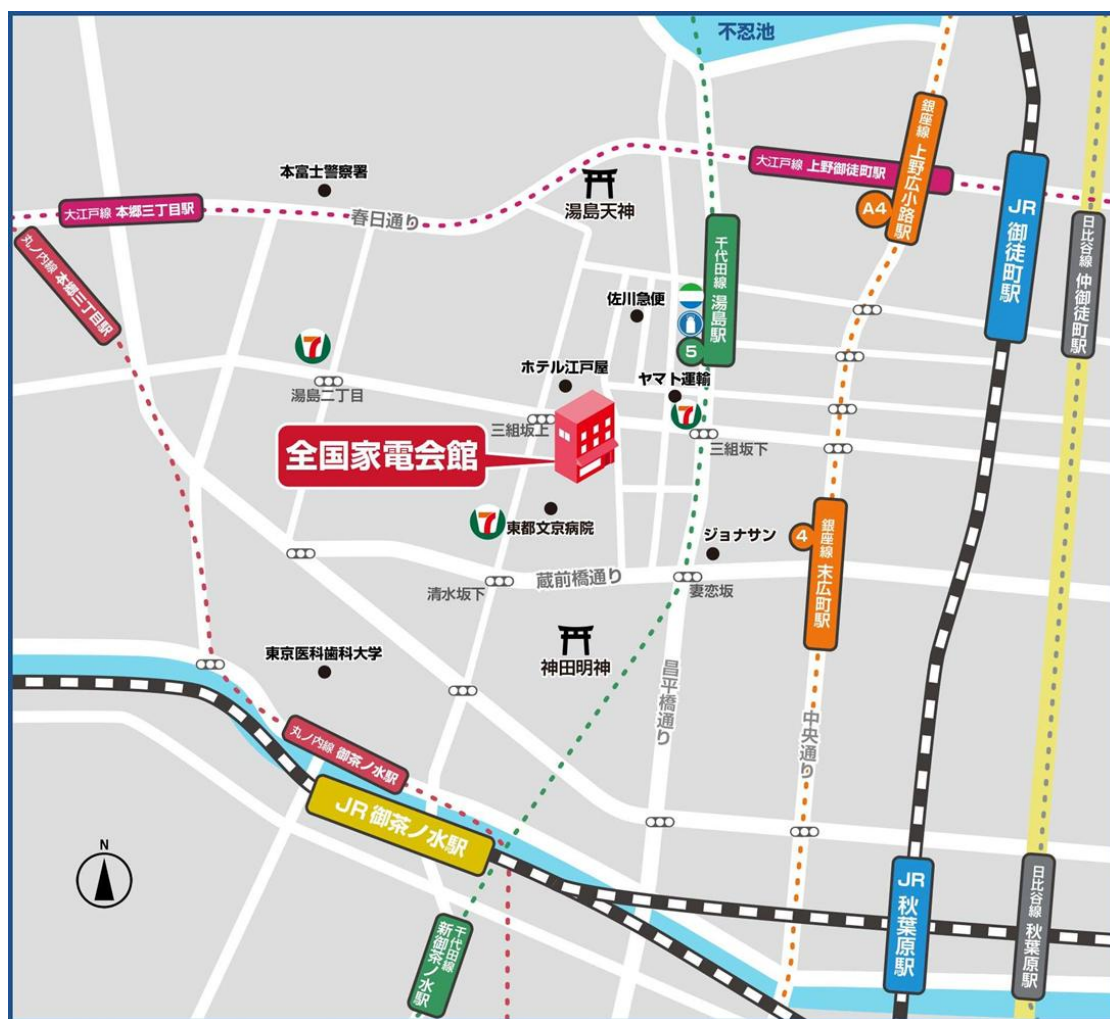 不忍池
銀座線 上野広小路駅
本富士警察署
大江戸線 上野御徒町駅
湯島天神
大江戸線 本郷三丁目駅
春日通り
A4
JR 御徒町駅
日比谷線 仲御徒町駅
丸ノ内線 本郷三丁目駅
千代田線 湯島駅
佐川急便
5
7
ホテル江戸屋
ヤマト運輸
湯島二丁目
7
三組坂上
三組坂下
全国家電会館
7
東都文京病院
ジョナサン
4
銀座線 末広町駅
清水坂下
蔵前橋通り
妻恋坂
東京医科歯科大学
神田明神
昌平橋通り
中央通り
丸ノ内線 御茶ノ水駅
JR 御茶ノ水駅
N
JR 秋葉原駅
日比谷線 秋葉原駅
千代田線 新御茶ノ水駅